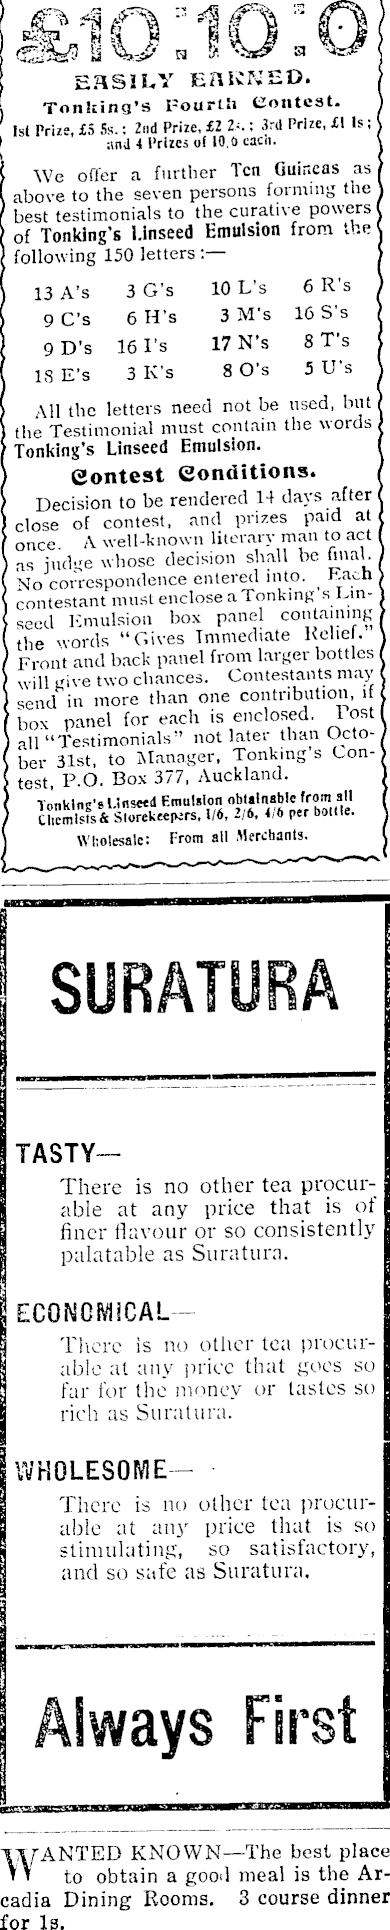 £10:10:0
EASILY EARNED.
Tonking's Fourth Contest.
1st Prize, £5 5s.; 2nd Prize, £2 2s.; 3rd Prize, £1 1s;
and 4 Prizes of 10/6 each.
We offer a further Ten Guineas as
above to the seven persons forming the
best testimonials to the curative powers
of Tonking's Linseed Emulsion from the
following 150 letters:—
13 A's 3 G's 10 L's 6 R's
9 C's 6 H's 3 M's 16 S's
9 D's 16 I's 17 N's 8 T's
18 E's 3 K's 8 O's 5 U's
All the letters need not be used, but
the Testimonial must contain the words
Tonking's Linseed Emulsion.
Contest Conditions.
Decision to be rendered 14 days after
close of contest, and prizes paid at
once. A well-known literary man to act
as judge whose decision shall be final.
No correspondence entered into. Each
contestant must enclose a Tonking's Lin-
seed Emulsion box panel containing
the words "Gives Immediate Relief."
Front and back panel from larger bottles
will give two chances. Contestants may
send in more than one contribution, if
box panel for each is enclosed. Post
all "Testimonials" not later than Octo-
ber 31st, to Manager, Tonking's Con-
test, P.O. Box 377, Auckland.
Tonking's Linseed Emulsion obtainable from all
Chemists & Storekeepers, 1/6, 2/6, 4/6 per bottle.
Wholesale: From all Merchants.
SURATURA
TASTY—
There is no other tea procur-
able at any price that is of
finer flavour or so consistently
palatable as Suratura.
ECONOMICAL—
There is no other tea procur-
able at any price that goes so
far for the money or tastes so
rich as Suratura.
WHOLESOME—
There is no other tea procur-
able at any price that is so
stimulating, so satisfactory,
and so safe as Suratura.
Always First
WANTED KNOWN—The best place
to obtain a good meal is the Ar-
cadia Dining Rooms. 3 course dinner
for 1s.